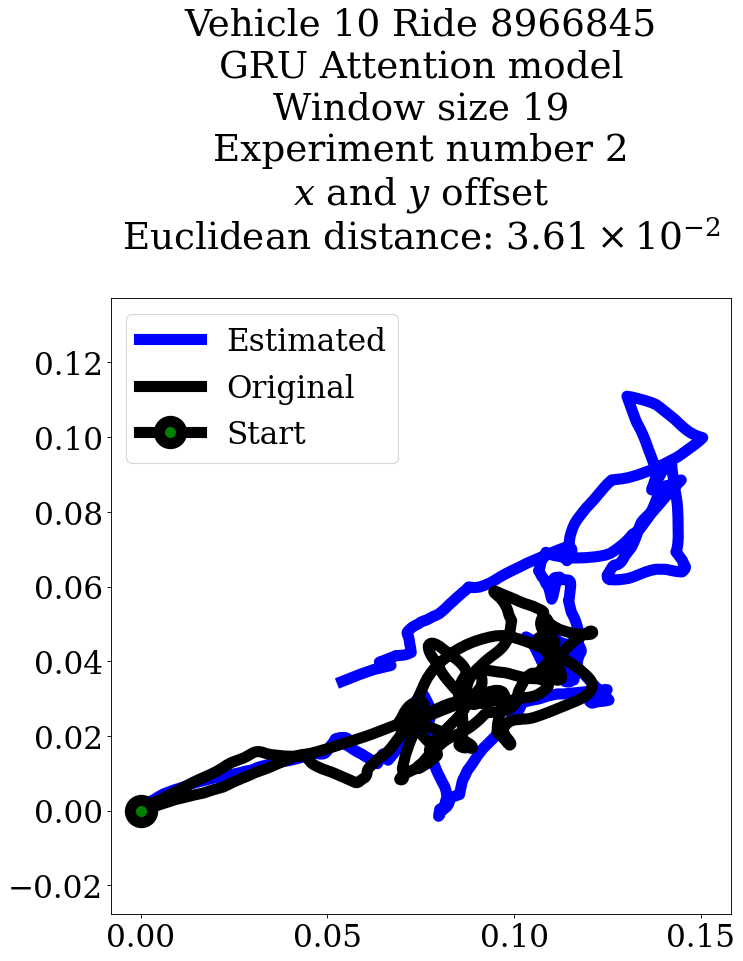 Vehicle 10 Ride 8966845
GRU Attention model
Window size 19
Experiment number 2
x and y offset
Euclidean distance: 3.61 × 10⁻²
Estimated
Original
Start
0.12
0.10
0.08
0.06
0.04
0.02
0.00
−0.02
0.00 0.05 0.10 0.15